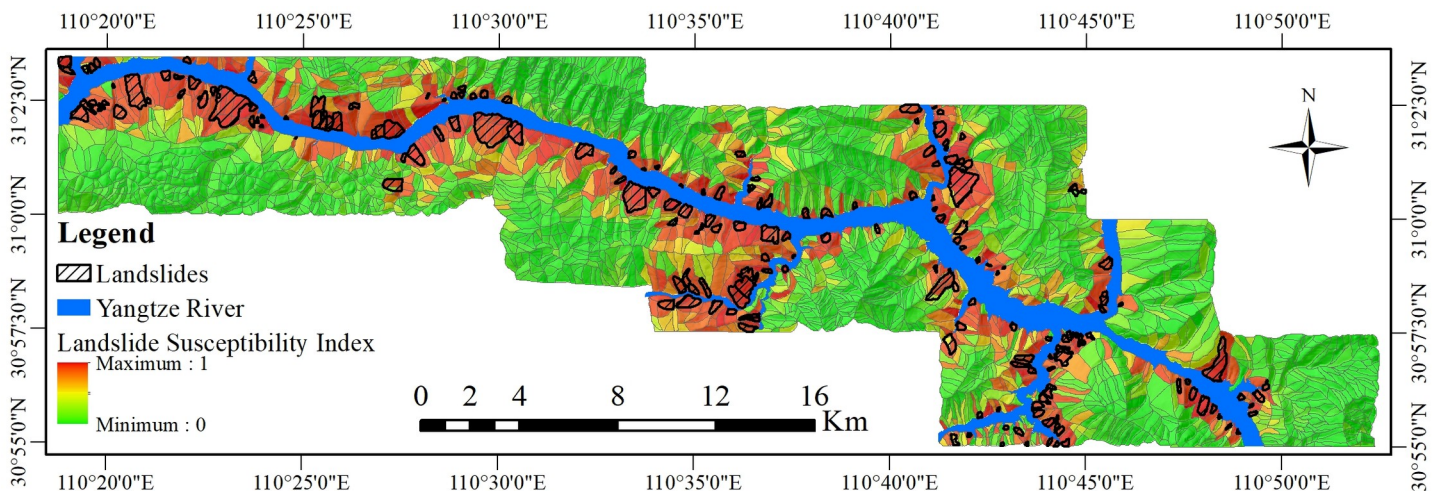 110°20'0"E 110°25'0"E 110°30'0"E 110°35'0"E 110°40'0"E 110°45'0"E 110°50'0"E
31°2'30"N
31°0'0"N
30°57'30"N
30°55'0"N
N
31°2'30"N
31°0'0"N
30°57'30"N
30°55'0"N
Legend
Landslides
Yangtze River
Landslide Susceptibility Index
Maximum : 1
Minimum : 0
0 2 4 8 12 16
Km
110°20'0"E 110°25'0"E 110°30'0"E 110°35'0"E 110°40'0"E 110°45'0"E 110°50'0"E